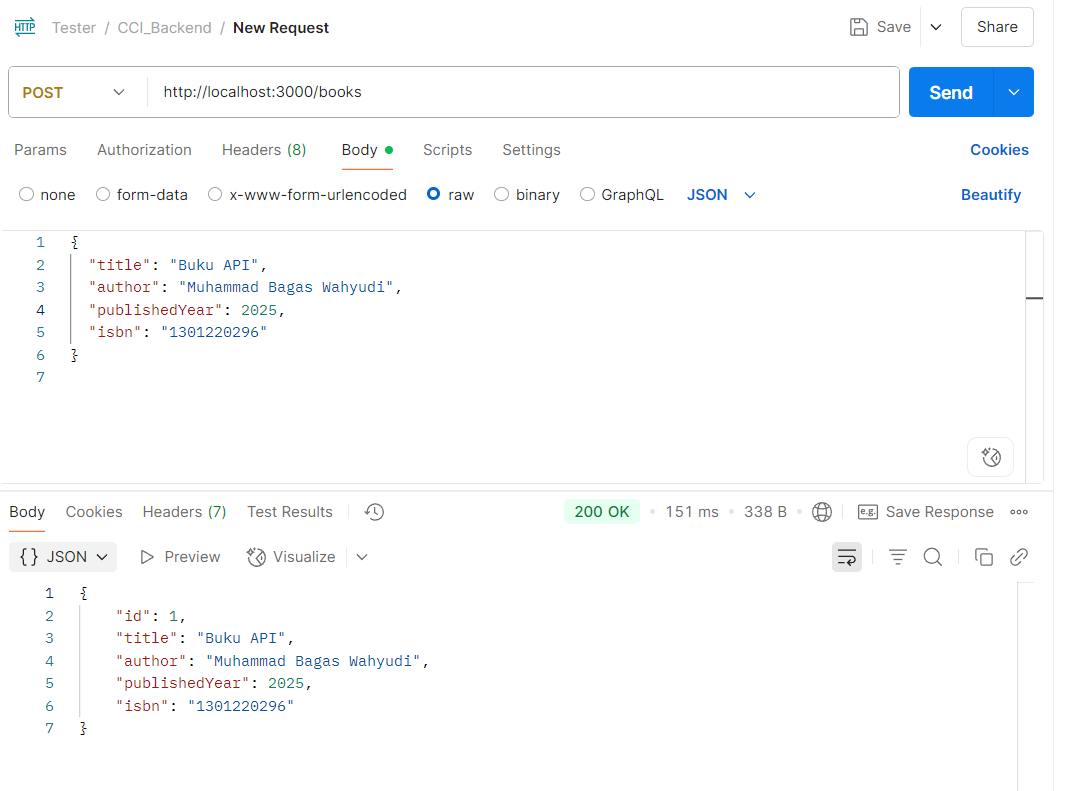 HTTP Tester / CCI_Backend / New Request Save Share
POST http://localhost:3000/books Send
Params Authorization Headers (8) Body Scripts Settings Cookies
none form-data x-www-form-urlencoded raw binary GraphQL JSON Beautify
1 {
2 "title": "Buku API",
3 "author": "Muhammad Bagas Wahyudi",
4 "publishedYear": 2025,
5 "isbn": "1301220296"
6 }
7
Body Cookies Headers (7) Test Results 200 OK • 151 ms • 338 B • e.g. Save Response
{} JSON Preview Visualize
1 {
2 "id": 1,
3 "title": "Buku API",
4 "author": "Muhammad Bagas Wahyudi",
5 "publishedYear": 2025,
6 "isbn": "1301220296"
7 }